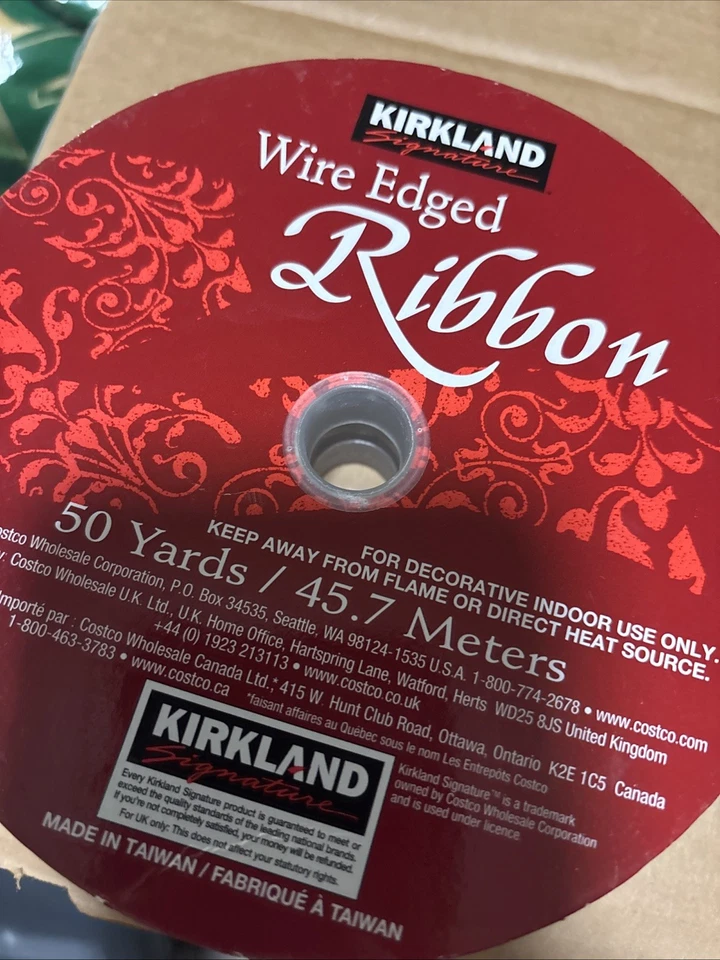 KIRKLAND
Signature
Wire Edged
Ribbon
50 Yards / 45.7 Meters
FOR DECORATIVE INDOOR USE ONLY.
KEEP AWAY FROM FLAME OR DIRECT HEAT SOURCE.
Wholesale Corporation, P.O. Box 34535, Seattle, WA 98124-1535 U.S.A. 1-800-774-2678 • www.costco.com
Costco Wholesale U.K. Ltd., U.K. Home Office, Hartspring Lane, Watford, Herts WD25 8JS United Kingdom
+44 (0) 1923 213113 • www.costco.co.uk
Importé par : Costco Wholesale Canada Ltd.,* 415 W. Hunt Club Road, Ottawa, Ontario K2E 1C5 Canada
1-800-463-3783 • www.costco.ca
*faisant affaires au Québec sous le nom Les Entrepôts Costco
KIRKLAND
Signature
Every Kirkland Signature product is guaranteed to meet or
exceed the quality standards of the leading national brands.
If you're not completely satisfied, your money will be refunded.
For UK only: This does not affect your statutory rights.
Kirkland Signature™ is a trademark
owned by Costco Wholesale Corporation
and is used under licence.
MADE IN TAIWAN / FABRIQUÉ À TAIWAN